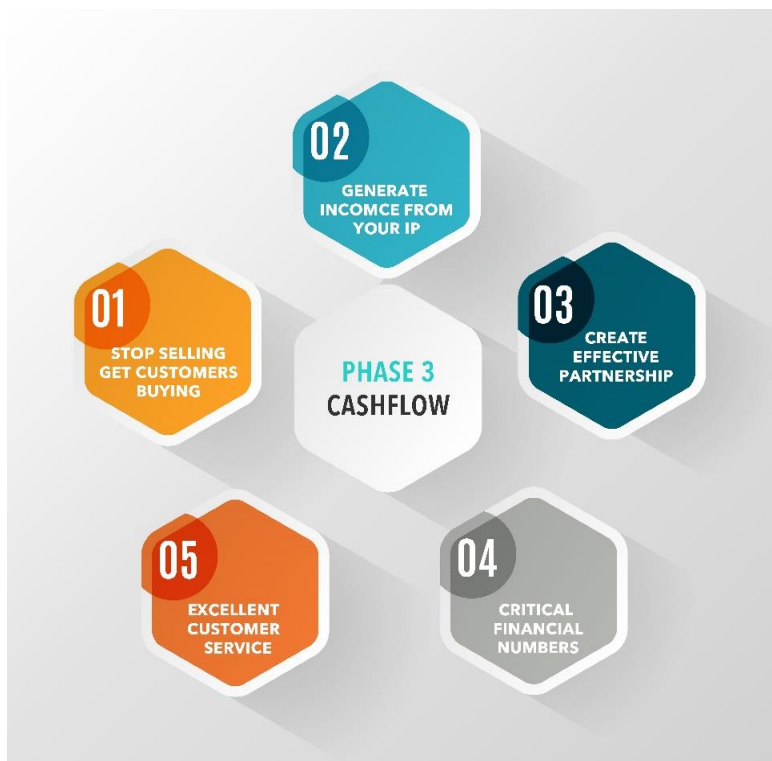 PHASE 3
CASHFLOW
01
STOP SELLING
GET CUSTOMERS
BUYING
02
GENERATE
INCOMCE FROM
YOUR IP
03
CREATE
EFFECTIVE
PARTNERSHIP
04
CRITICAL
FINANCIAL
NUMBERS
05
EXCELLENT
CUSTOMER
SERVICE